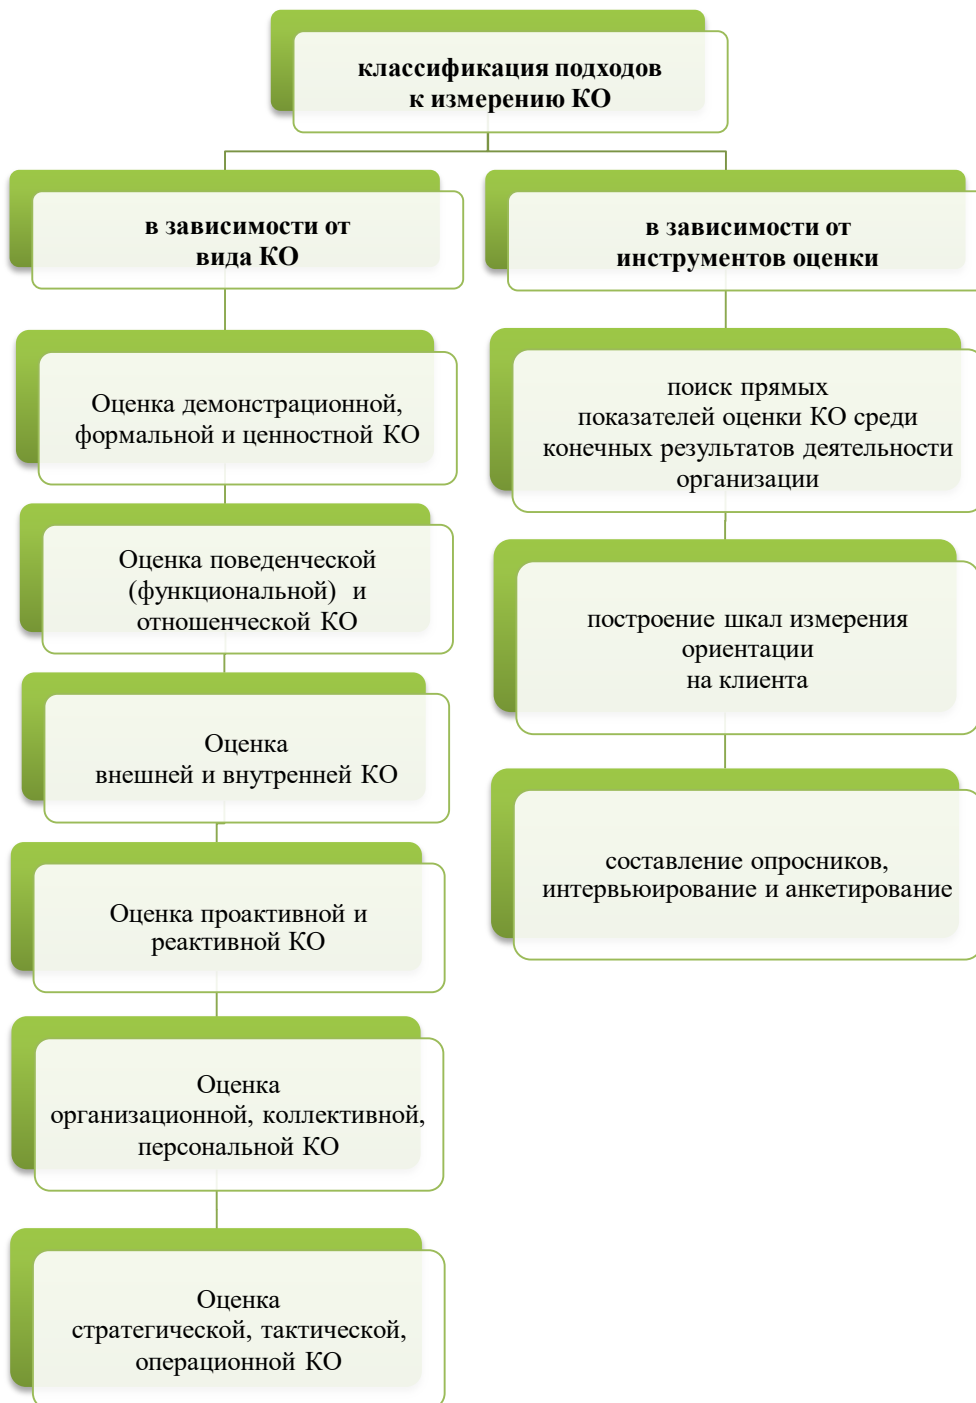 классификация подходов
к измерению КО
в зависимости от
вида КО
в зависимости от
инструментов оценки
Оценка демонстрационной,
формальной и ценностной КО
Оценка поведенческой
(функциональной) и
отношенческой КО
Оценка
внешней и внутренней КО
Оценка проактивной и
реактивной КО
Оценка
организационной, коллективной,
персональной КО
Оценка
стратегической, тактической,
операционной КО
поиск прямых
показателей оценки КО среди
конечных результатов деятельности
организации
построение шкал измерения
ориентации
на клиента
составление опросников,
интервьюирование и анкетирование